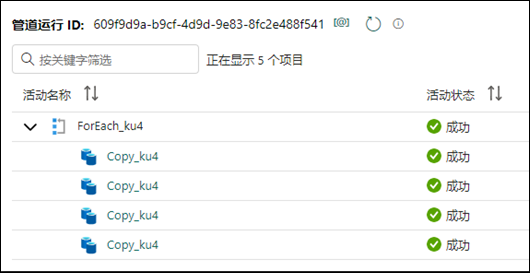 管道运行 ID: 609f9d9a-b9cf-4d9d-9e83-8fc2e488f541 [@]
按关键字筛选 正在显示 5 个项目
活动名称 活动状态
ForEach_ku4 成功
Copy_ku4 成功
Copy_ku4 成功
Copy_ku4 成功
Copy_ku4 成功